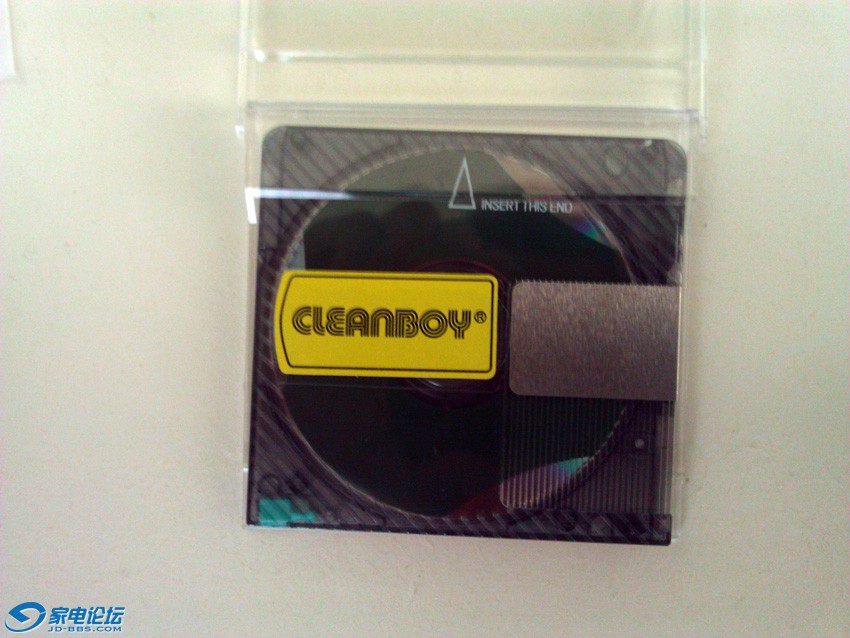 INSERT THIS END
CLEANBOY®
家电论坛
JD-BBS.COM